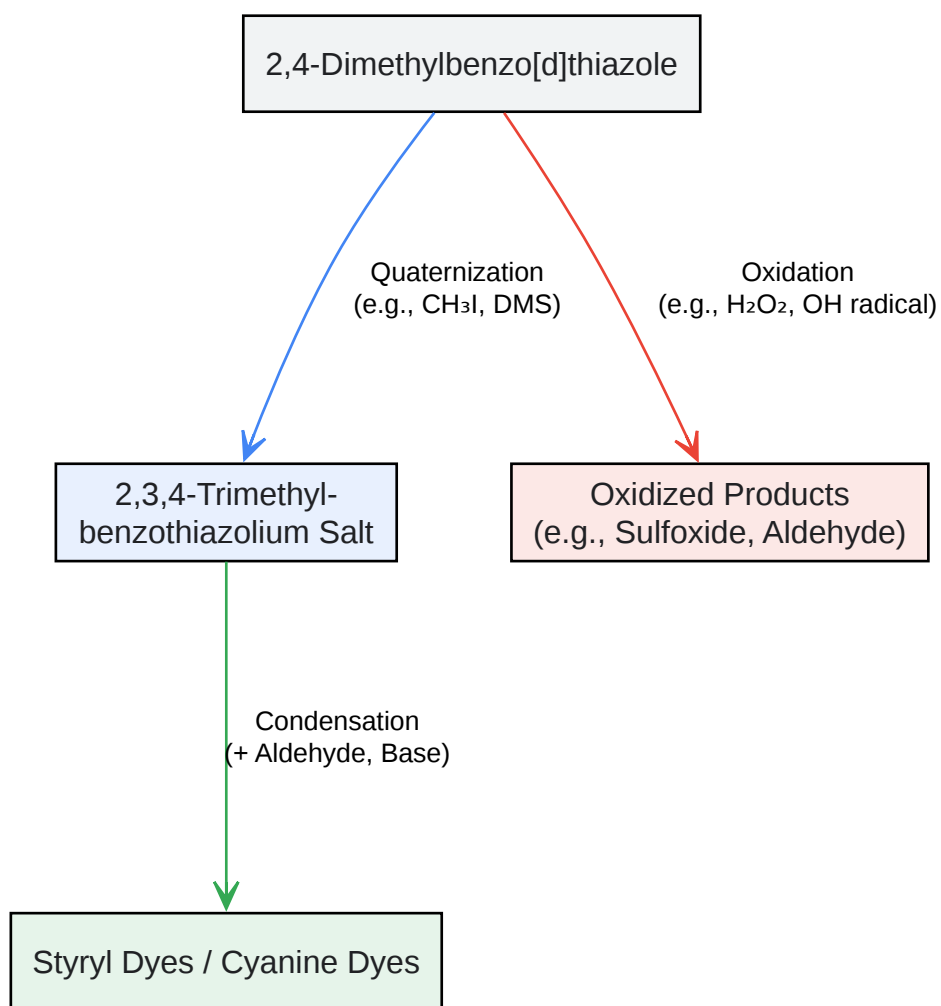 2,4-Dimethylbenzo[d]thiazole
Quaternization
(e.g., CH₃I, DMS)
Oxidation
(e.g., H₂O₂, OH radical)
2,3,4-Trimethyl-
benzothiazolium Salt
Oxidized Products
(e.g., Sulfoxide, Aldehyde)
Condensation
(+ Aldehyde, Base)
Styryl Dyes / Cyanine Dyes